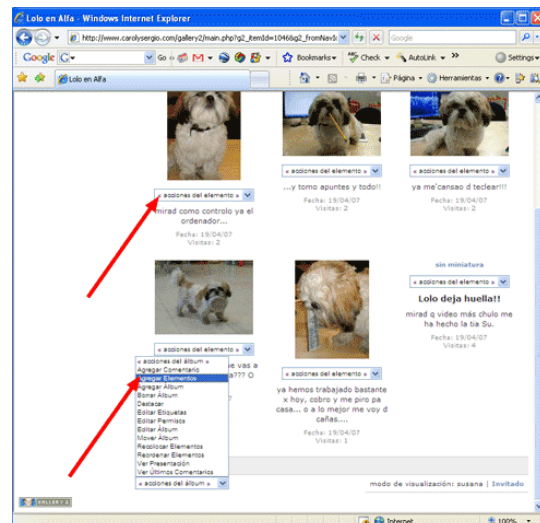 Lolo en Alfa - Windows Internet Explorer
http://www.carolysergio.com/gallery2/main.php?g2_itemId=10466g2_fromNavId
Google
Google
Go
Bookmarks
Check
AutoLink
Settings
Lolo en Alfa
Página
Herramientas
« acciones del elemento »
mirad como controlo ya el
ordenador...
Fecha: 19/04/07
Visitas: 2
« acciones del elemento »
...y tomo apuntes y todo!!
Fecha: 19/04/07
Visitas: 2
« acciones del elemento »
ya me'cansao d teclear!!!
Fecha: 19/04/07
Visitas: 2
« acciones del elemento »
e vas a
a??? O
« acciones del álbum »
Agregar Comentario
Agregar Elementos
Agregar Álbum
Borrar Álbum
Destacar
Editar Etiquetas
Editar Permisos
Editar Álbum
Mover Álbum
Recolocar Elementos
Reordenar Elementos
Ver Presentación
Ver Últimos Comentarios
« acciones del álbum »
« acciones del elemento »
ya hemos trabajado bastante
x hoy, cobro y me piro pa
casa... o a lo mejor me voy d
cañas....
Fecha: 19/04/07
Visitas: 1
sin miniatura
« acciones del elemento »
Lolo deja huella!!
mirad q video más chulo me
ha hecho la tia Su.
Fecha: 19/04/07
Visitas: 4
modo de visualización: susana | Invitado
GALLERY 2
Internet
100%